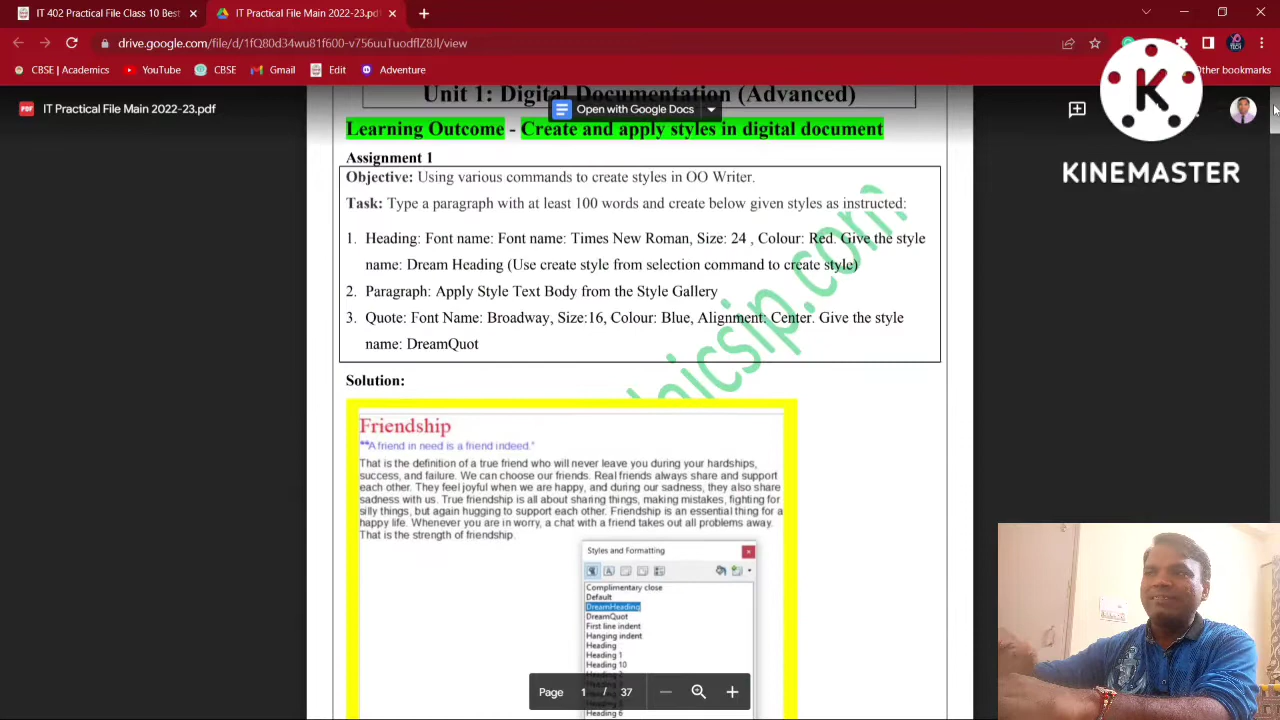 IT 402 Practical File Class 10 Best
IT Practical File Main 2022-23.pd
drive.google.com/file/d/1fQ80d34wu81f600-v756uuTuodflZ8Jl/view
CBSE | Academics
YouTube
CBSE
Gmail
Edit
Adventure
Other bookmarks
PDF
IT Practical File Main 2022-23.pdf
Open with Google Docs
K
KINEMASTER
Unit 1: Digital Documentation (Advanced)
Learning Outcome - Create and apply styles in digital document
Assignment 1
Objective: Using various commands to create styles in OO Writer.
Task: Type a paragraph with at least 100 words and create below given styles as instructed:
1. Heading: Font name: Font name: Times New Roman, Size: 24 , Colour: Red. Give the style
name: Dream Heading (Use create style from selection command to create style)
2. Paragraph: Apply Style Text Body from the Style Gallery
3. Quote: Font Name: Broadway, Size:16, Colour: Blue, Alignment: Center. Give the style
name: DreamQuot
Solution:
Friendship
"A friend in need is a friend indeed."
That is the definition of a true friend who will never leave you during your hardships,
success, and failure. We can choose our friends. Real friends always share and support
each other. They feel joyful when we are happy, and during our sadness, they also share
sadness with us. True friendship is all about sharing things, making mistakes, fighting for
silly things, but again hugging to support each other. Friendship is an essential thing for a
happy life. Whenever you are in worry, a chat with a friend takes out all problems away.
That is the strength of friendship.
Styles and Formatting
Complimentary close
Default
DreamHeading
DreamQuot
First line indent
Hanging indent
Heading
Heading 1
Heading 10
Heading 6
Page 1 / 37